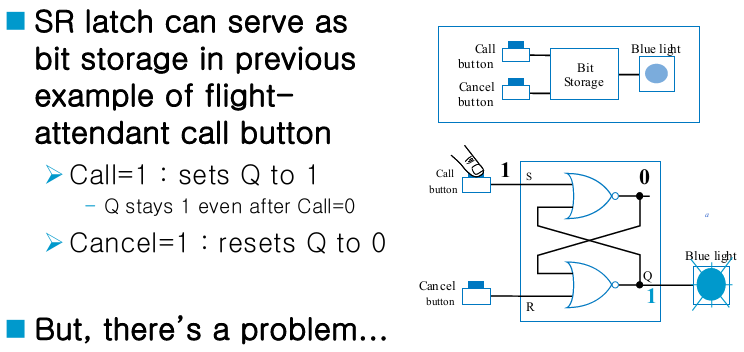 SR latch can serve as
bit storage in previous
example of flight-
attendant call button
Call=1 : sets Q to 1
– Q stays 1 even after Call=0
Cancel=1 : resets Q to 0
But, there's a problem...
Call
button
Cancel
button
Bit
Storage
Blue light
Call
button
1
S
0
a
Blue light
Q
1
Cancel
button
R